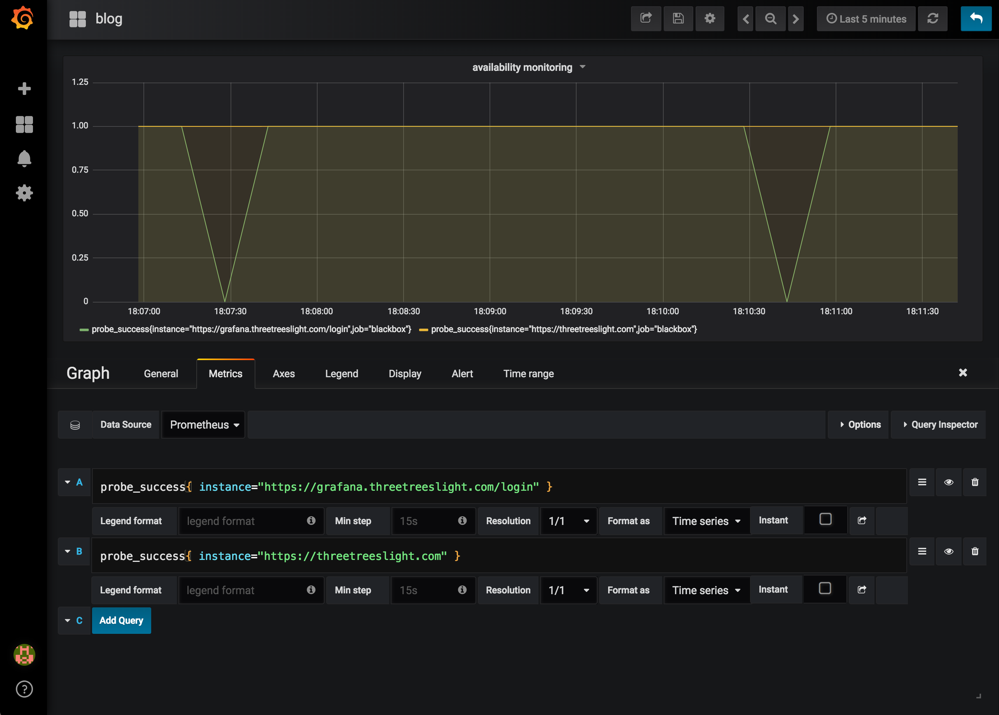 blog
Last 5 minutes
availability monitoring
1.25
1.00
0.75
0.50
0.25
0
18:07:00 18:07:30 18:08:00 18:08:30 18:09:00 18:09:30 18:10:00 18:10:30 18:11:00 18:11:30
probe_success{instance="https://grafana.threetreeslight.com/login",job="blackbox"} probe_success{instance="https://threetreeslight.com",job="blackbox"}
Graph General Metrics Axes Legend Display Alert Time range
Data Source Prometheus Options Query Inspector
A probe_success{ instance="https://grafana.threetreeslight.com/login" }
Legend format legend format Min step 15s Resolution 1/1 Format as Time series Instant
B probe_success{ instance="https://threetreeslight.com" }
Legend format legend format Min step 15s Resolution 1/1 Format as Time series Instant
C Add Query